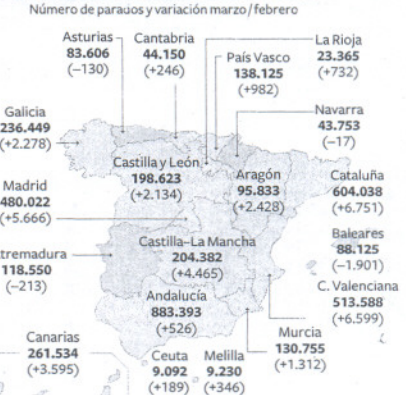 Número de parados y variación marzo/febrero
Asturias
83.606
(–130)
Cantabria
44.150
(+246)
País Vasco
138.125
(+982)
La Rioja
23.365
(+732)
Galicia
236.449
(+2.278)
Navarra
43.753
(–17)
Castilla y León
198.623
(+2.134)
Aragón
95.833
(+2.428)
Cataluña
604.038
(+6.751)
Madrid
480.022
(+5.666)
Baleares
88.125
(–1.901)
Castilla–La Mancha
204.382
(+4.465)
tremadura
118.550
(–213)
C. Valenciana
513.588
(+6.599)
Andalucía
883.393
(+526)
Murcia
130.755
(+1.312)
Canarias
261.534
(+3.595)
Ceuta
9.092
(+189)
Melilla
9.230
(+346)